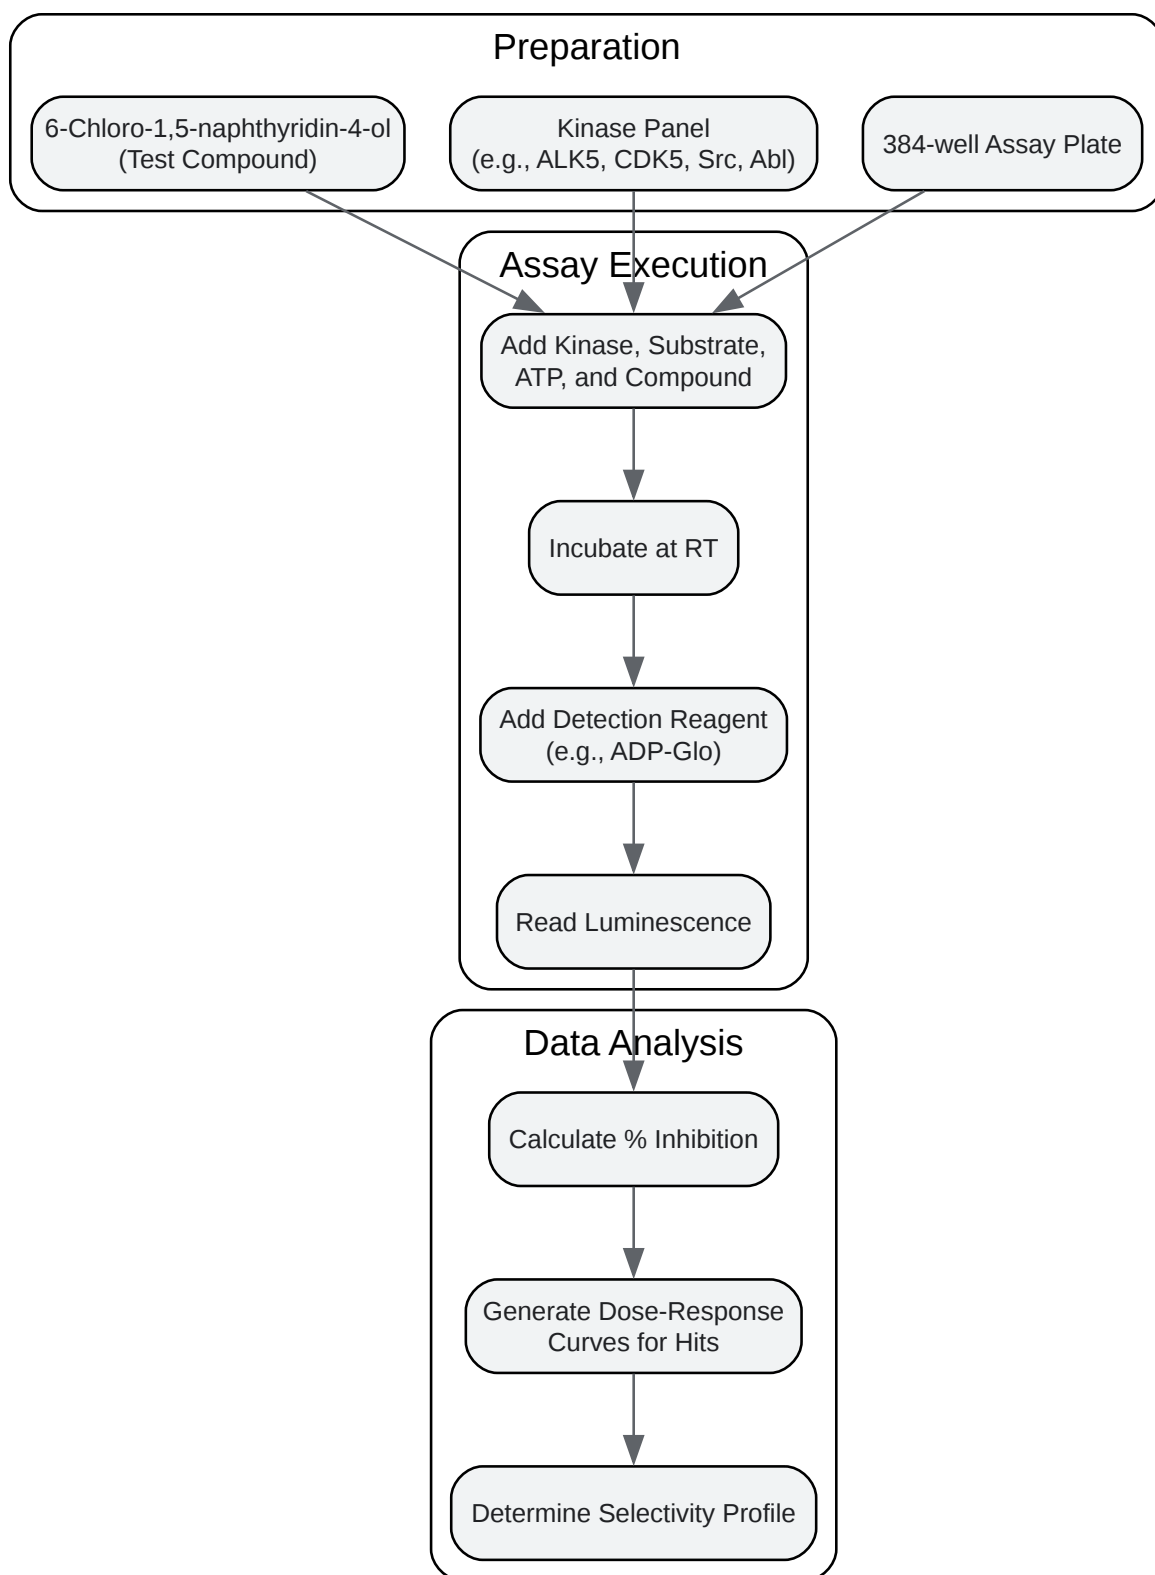 Preparation
6-Chloro-1,5-naphthyridin-4-ol
(Test Compound)
Kinase Panel
(e.g., ALK5, CDK5, Src, Abl)
384-well Assay Plate
Assay Execution
Add Kinase, Substrate,
ATP, and Compound
Incubate at RT
Add Detection Reagent
(e.g., ADP-Glo)
Read Luminescence
Data Analysis
Calculate % Inhibition
Generate Dose-Response
Curves for Hits
Determine Selectivity Profile